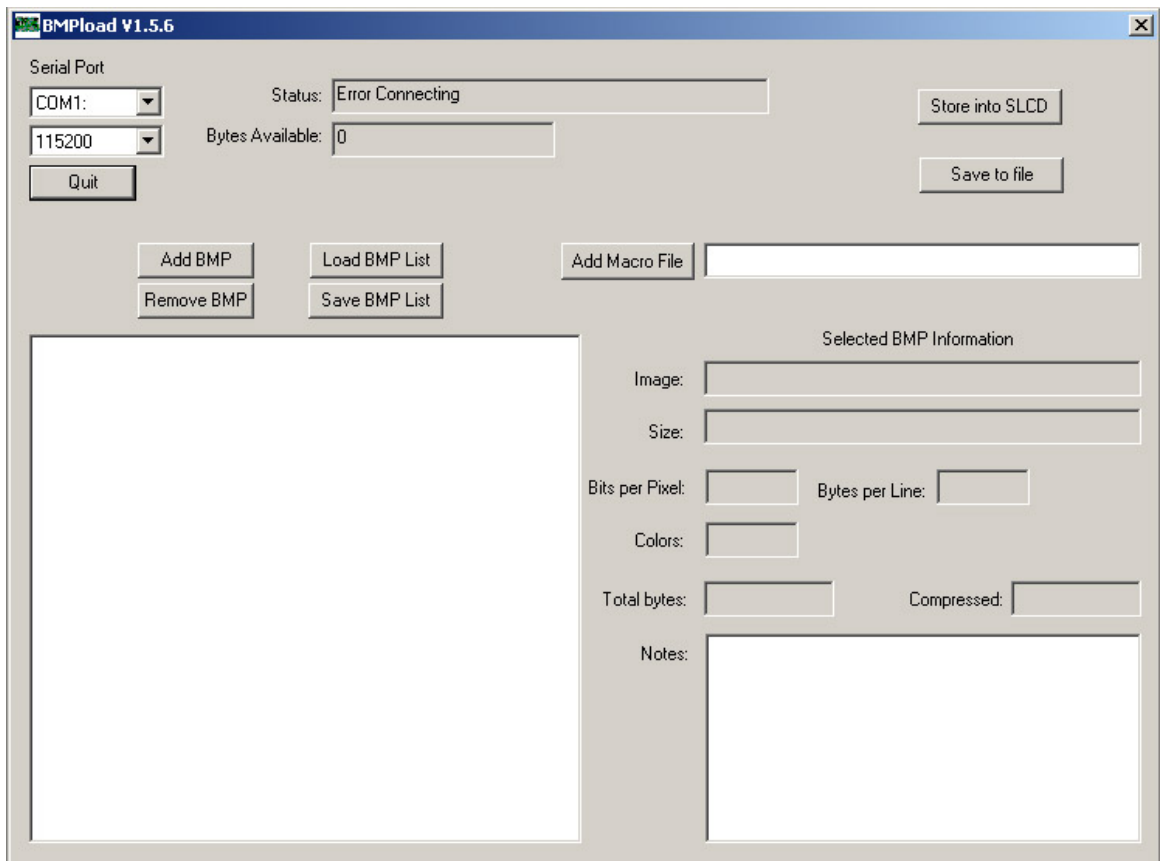 BMPload V1.5.6
Serial Port
COM1:
Status: Error Connecting
Store into SLCD
115200
Bytes Available: 0
Quit
Save to file
Add BMP
Load BMP List
Add Macro File
Remove BMP
Save BMP List
Selected BMP Information
Image:
Size:
Bits per Pixel:
Bytes per Line:
Colors:
Total bytes:
Compressed:
Notes: